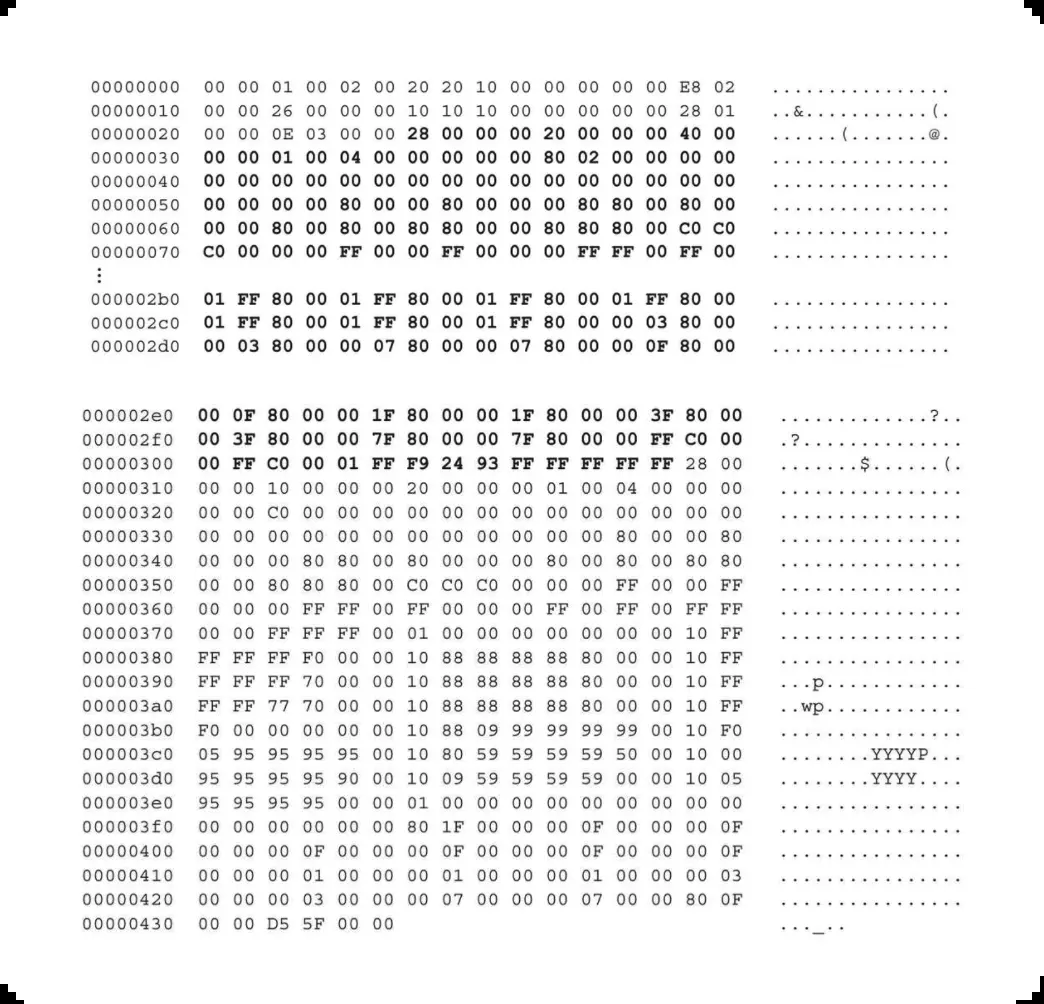 00000000 00 00 01 00 02 00 20 20 10 00 00 00 00 00 E8 02 ................
00000010 00 00 26 00 00 00 10 10 10 00 00 00 00 00 28 01 ..&...........(.
00000020 00 00 0E 03 00 00 28 00 00 00 20 00 00 00 40 00 ......(.......@.
00000030 00 00 01 00 04 00 00 00 00 00 80 02 00 00 00 00 ................
00000040 00 00 00 00 00 00 00 00 00 00 00 00 00 00 00 00 ................
00000050 00 00 00 00 80 00 00 80 00 00 00 80 80 00 80 00 ................
00000060 00 00 80 00 80 00 80 80 00 00 80 80 80 00 C0 C0 ................
00000070 C0 00 00 00 FF 00 00 FF 00 00 00 FF FF 00 FF 00 ................
⋮
000002b0 01 FF 80 00 01 FF 80 00 01 FF 80 00 01 FF 80 00 ................
000002c0 01 FF 80 00 01 FF 80 00 01 FF 80 00 00 03 80 00 ................
000002d0 00 03 80 00 00 07 80 00 00 07 80 00 00 0F 80 00 ................
000002e0 00 0F 80 00 00 1F 80 00 00 1F 80 00 00 3F 80 00 .............?..
000002f0 00 3F 80 00 00 7F 80 00 00 7F 80 00 00 FF C0 00 .?..............
00000300 00 FF C0 00 01 FF F9 24 93 FF FF FF FF FF 28 00 .......$......(.
00000310 00 00 10 00 00 00 20 00 00 00 01 00 04 00 00 00 ................
00000320 00 00 C0 00 00 00 00 00 00 00 00 00 00 00 00 00 ................
00000330 00 00 00 00 00 00 00 00 00 00 00 00 80 00 00 80 ................
00000340 00 00 00 80 80 00 80 00 00 00 80 00 80 00 80 80 ................
00000350 00 00 80 80 80 00 C0 C0 C0 00 00 00 FF 00 00 FF ................
00000360 00 00 00 FF FF 00 FF 00 00 00 FF 00 FF 00 FF FF ................
00000370 00 00 FF FF FF 00 01 00 00 00 00 00 00 00 10 FF ................
00000380 FF FF FF F0 00 00 10 88 88 88 88 80 00 00 10 FF ................
00000390 FF FF FF 70 00 00 10 88 88 88 88 80 00 00 10 FF ...p............
000003a0 FF FF 77 70 00 00 10 88 88 88 88 80 00 00 10 FF ..wp............
000003b0 F0 00 00 00 00 00 10 88 09 99 99 99 99 00 10 F0 ................
000003c0 05 95 95 95 95 00 10 80 59 59 59 59 50 00 10 00 ........YYYYP...
000003d0 95 95 95 95 90 00 10 09 59 59 59 59 00 00 10 05 ........YYYY....
000003e0 95 95 95 95 00 00 01 00 00 00 00 00 00 00 00 00 ................
000003f0 00 00 00 00 00 00 80 1F 00 00 00 0F 00 00 00 0F ................
00000400 00 00 00 0F 00 00 00 0F 00 00 00 0F 00 00 00 0F ................
00000410 00 00 00 01 00 00 00 01 00 00 00 01 00 00 00 03 ................
00000420 00 00 00 03 00 00 00 07 00 00 00 07 00 00 80 0F ................
00000430 00 00 D5 5F 00 00 ..._..